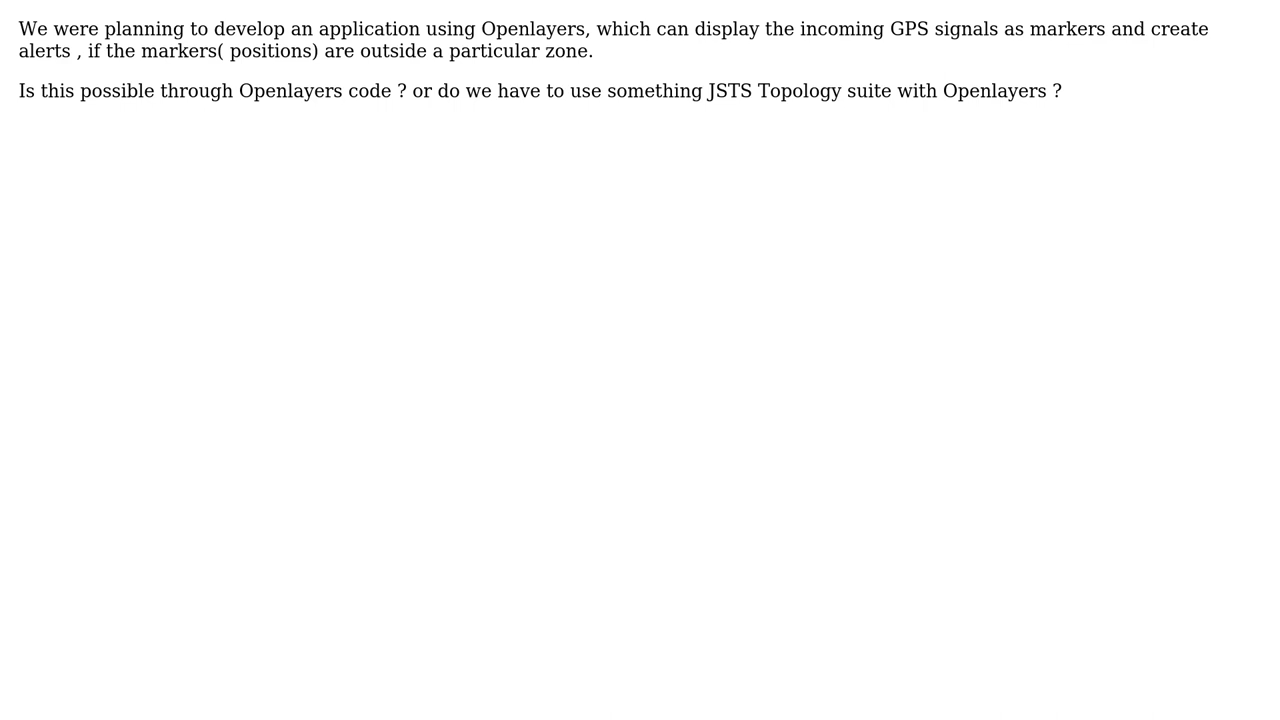 We were planning to develop an application using Openlayers, which can display the incoming GPS signals as markers and create
alerts , if the markers( positions) are outside a particular zone.
Is this possible through Openlayers code ? or do we have to use something JSTS Topology suite with Openlayers ?